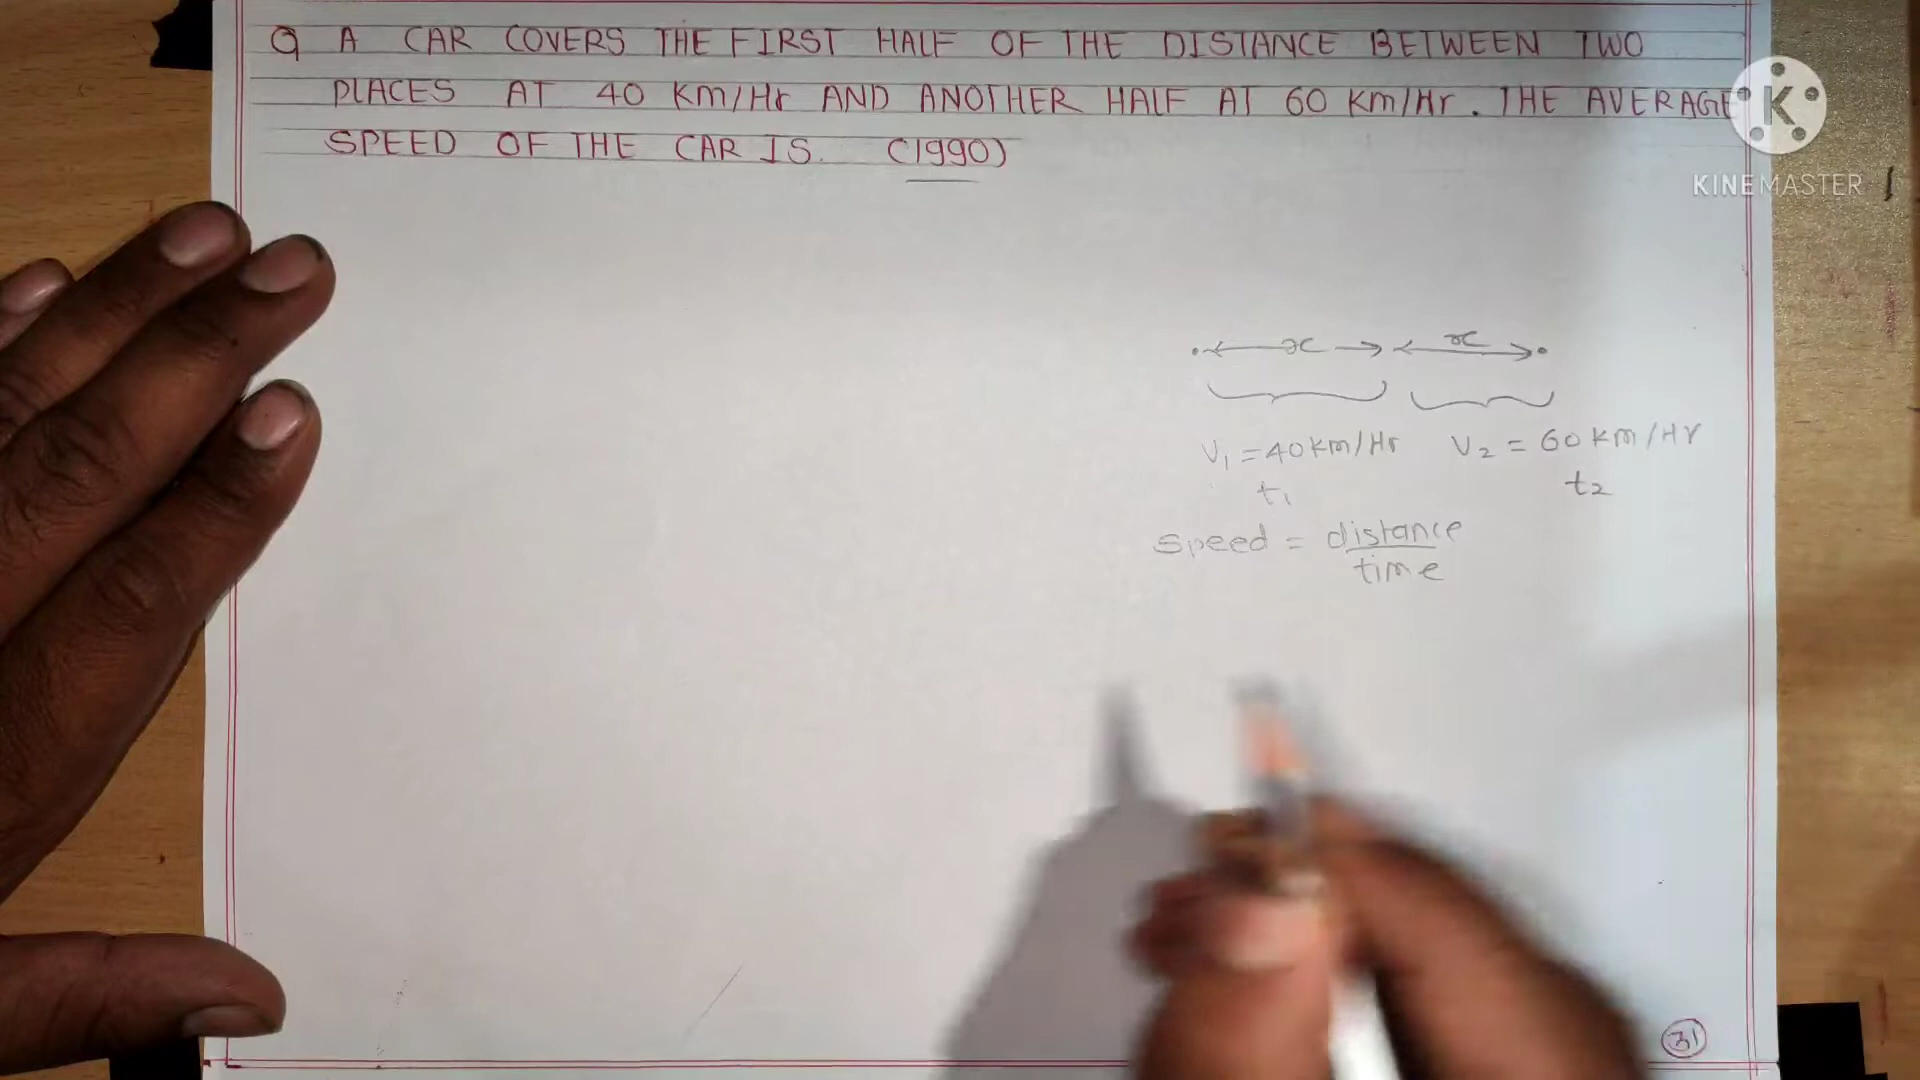 Q A CAR COVERS THE FIRST HALF OF THE DISTANCE BETWEEN TWO
PLACES AT 40 Km/Hr AND ANOTHER HALF AT 60 Km/Hr. THE AVERAGE
SPEED OF THE CAR IS. (1990)
K
KINEMASTER
x x
V1 = 40 Km/Hr V2 = 60 Km/Hr
t1 t2
speed = distance
time
31